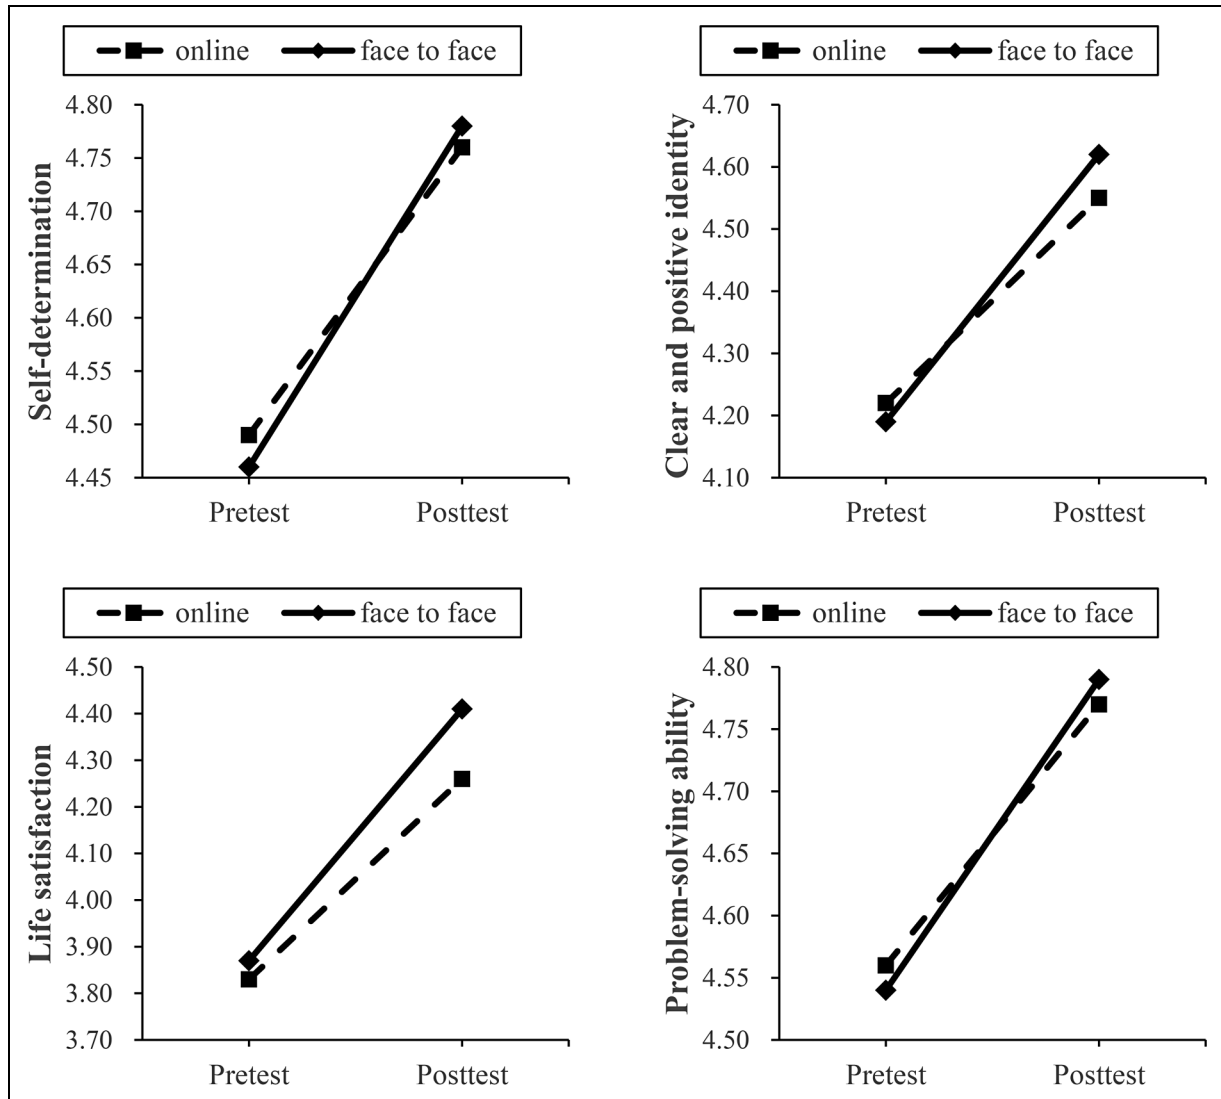 online face to face
Self-determination
4.80
4.75
4.70
4.65
4.60
4.55
4.50
4.45
Pretest Posttest
online face to face
Clear and positive identity
4.70
4.60
4.50
4.40
4.30
4.20
4.10
Pretest Posttest
online face to face
Life satisfaction
4.50
4.40
4.30
4.20
4.10
4.00
3.90
3.80
3.70
Pretest Posttest
online face to face
Problem-solving ability
4.80
4.75
4.70
4.65
4.60
4.55
4.50
Pretest Posttest